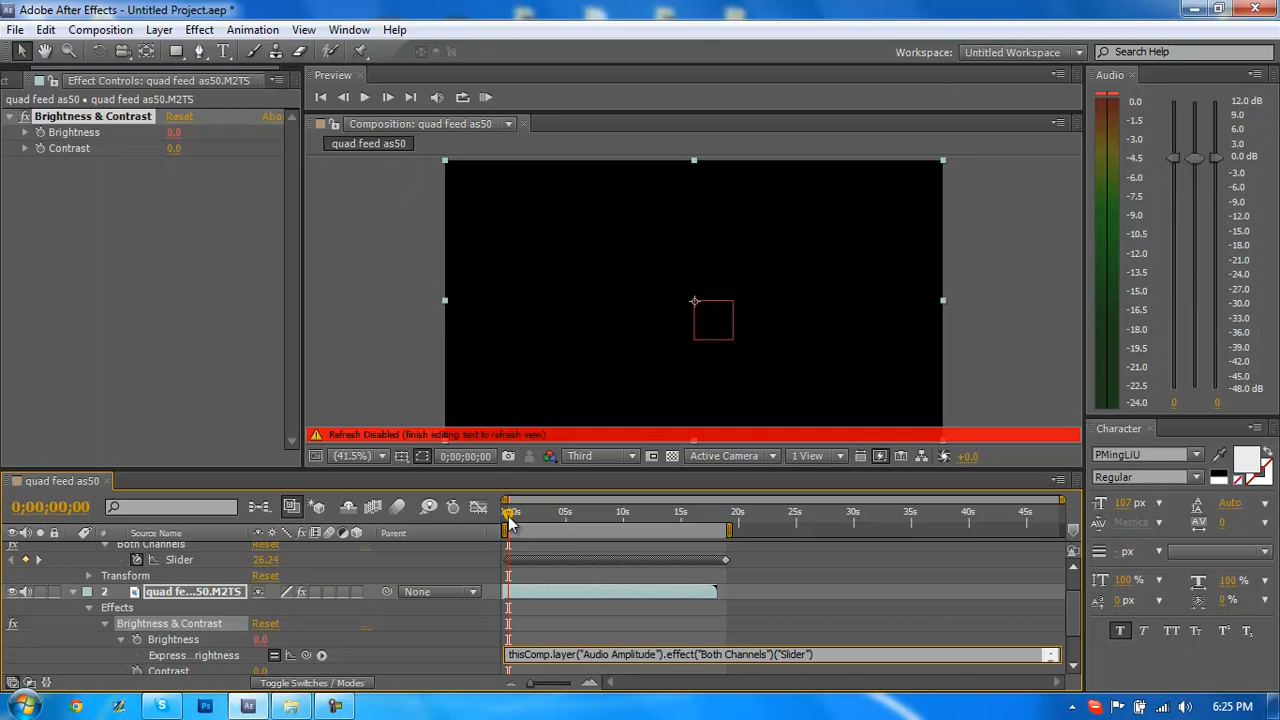 Adobe After Effects - Untitled Project.aep *
File Edit Composition Layer Effect Animation View Window Help
Workspace: Untitled Workspace Search Help
Effect Controls: quad feed as50.M2TS
quad feed as50 • quad feed as50.M2TS
Brightness & Contrast Reset Abo
Brightness 0.0
Contrast 0.0
Preview
Composition: quad feed as50
quad feed as50
Refresh Disabled (finish editing text to refresh view)
(41.5%) 0;00;00;00 Third Active Camera 1 View +0.0
Audio
0.0
-1.5
-3.0
-4.5
-6.0
-7.5
-9.0
-10.5
-12.0
-13.5
-15.0
-16.5
-18.0
-19.5
-21.0
-22.5
-24.0
12.0 dB
9.0
6.0
3.0
0.0 dB
-3.0
-6.0
-9.0
-12.0
-15.0
-18.0
-21.0
-24.0
-27.0
-30.0
-33.0
-36.0
-39.0
-42.0
-45.0
-48.0 dB
0 0
Character
PMingLiU
Regular
107 px Auto
Metrics 0
- px
100 % 100 %
0 px 0 %
T T TT Tt T¹ T₁
quad feed as50
0;00;00;00
05s 10s 15s 20s 25s 30s 35s 40s 45s
# Source Name Parent
Both Channels Reset
Slider 26.24
Transform Reset
2 quad fe...50.M2TS None
Effects
Brightness & Contrast Reset ...
Brightness 0.0
Express...rightness thisComp.layer("Audio Amplitude").effect("Both Channels")("Slider")
Contrast 0.0
Toggle Switches / Modes
6:25 PM